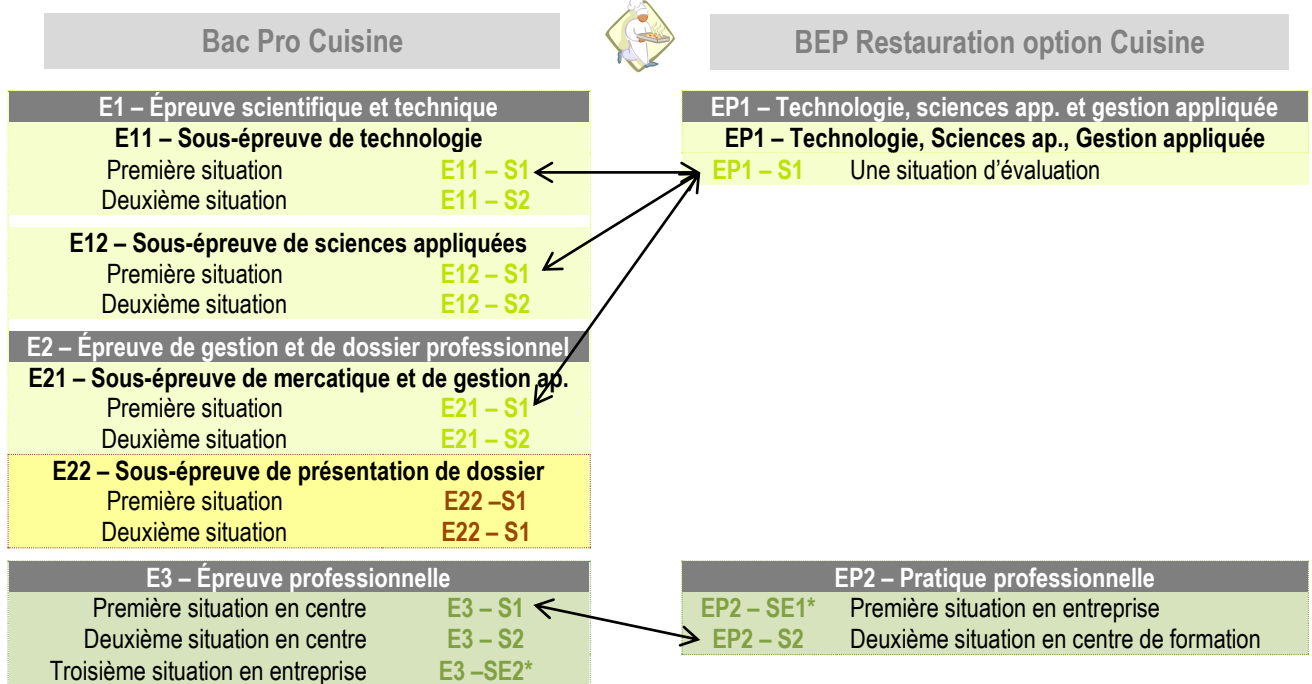 Bac Pro Cuisine
BEP Restauration option Cuisine
E1 – Épreuve scientifique et technique
E11 – Sous-épreuve de technologie
Première situation E11 – S1
Deuxième situation E11 – S2
E12 – Sous-épreuve de sciences appliquées
Première situation E12 – S1
Deuxième situation E12 – S2
E2 – Épreuve de gestion et de dossier professionnel
E21 – Sous-épreuve de mercatique et de gestion ap.
Première situation E21 – S1
Deuxième situation E21 – S2
E22 – Sous-épreuve de présentation de dossier
Première situation E22 –S1
Deuxième situation E22 – S1
E3 – Épreuve professionnelle
Première situation en centre E3 – S1
Deuxième situation en centre E3 – S2
Troisième situation en entreprise E3 –SE2*
EP1 – Technologie, sciences app. et gestion appliquée
EP1 – Technologie, Sciences ap., Gestion appliquée
EP1 – S1 Une situation d’évaluation
EP2 – Pratique professionnelle
EP2 – SE1* Première situation en entreprise
EP2 – S2 Deuxième situation en centre de formation